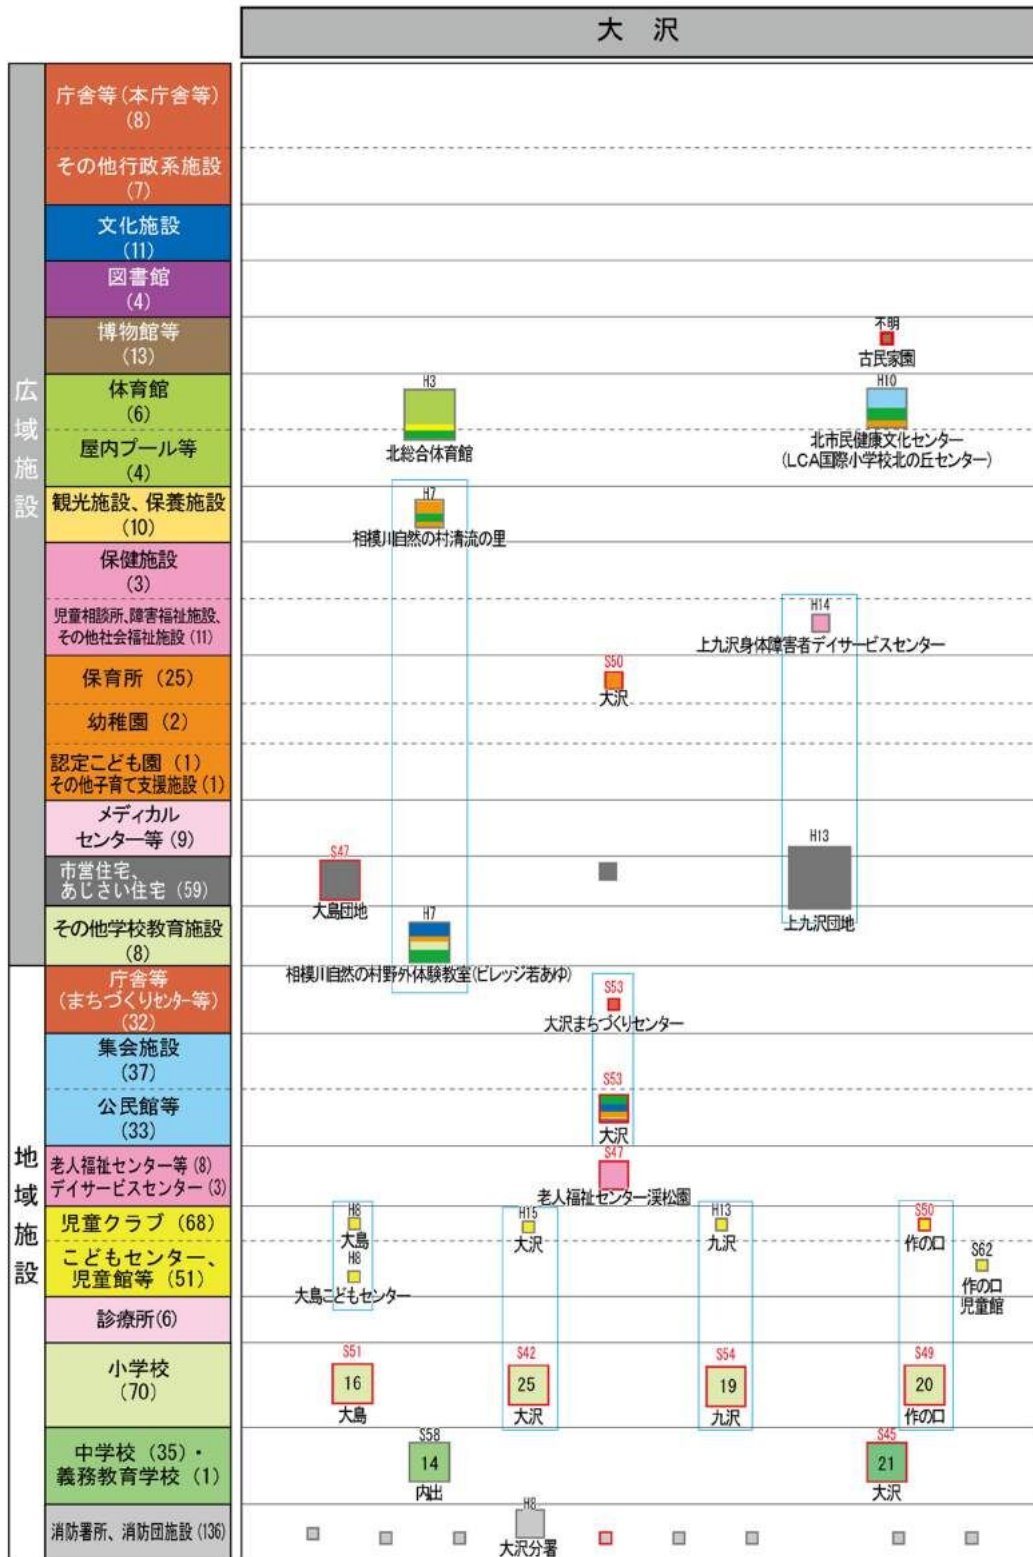 大 沢
広域施設
庁舎等(本庁舎等)
(8)
その他行政系施設
(7)
文化施設
(11)
図書館
(4)
博物館等
(13)
不明
古民家園
体育館
(6)
H3
北総合体育館
H10
北市民健康文化センター
(LCA国際小学校北の丘センター)
屋内プール等
(4)
観光施設、保養施設
(10)
H7
相模川自然の村清流の里
保健施設
(3)
児童相談所、障害福祉施設、
その他社会福祉施設(11)
H14
上九沢身体障害者デイサービスセンター
保育所 (25)
S50
大沢
幼稚園 (2)
認定こども園 (1)
その他子育て支援施設(1)
メディカル
センター等 (9)
市営住宅、
あじさい住宅 (59)
S47
大島団地
H13
上九沢団地
その他学校教育施設
(8)
H7
相模川自然の村野外体験教室(ビレッジ若あゆ)
地域施設
庁舎等
(まちづくりセンター等)
(32)
S53
大沢まちづくりセンター
集会施設
(37)
公民館等
(33)
S53
大沢
老人福祉センター等 (8)
デイサービスセンター (3)
S47
老人福祉センター渓松園
児童クラブ (68)
H8
大島
H15
大沢
H13
九沢
S50
作の口
こどもセンター、
児童館等 (51)
H8
大島こどもセンター
S62
作の口
児童館
診療所(6)
小学校
(70)
S51
16
大島
S42
25
大沢
S54
19
九沢
S49
20
作の口
中学校 (35)・
義務教育学校 (1)
S58
14
内出
S45
21
大沢
消防署所、消防団施設 (136)
H8
大沢分署